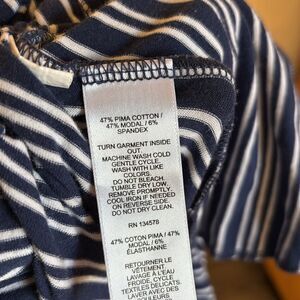 47% PIMA COTTON /
47% MODAL / 6%
SPANDEX
TURN GARMENT INSIDE
OUT.
MACHINE WASH COLD
GENTLE CYCLE.
WASH WITH LIKE
COLORS.
DO NOT BLEACH.
TUMBLE DRY LOW.
REMOVE PROMPTLY.
COOL IRON IF NEEDED
ON REVERSE SIDE.
DO NOT DRY CLEAN.
RN 134578
47% COTON PIMA / 47%
MODAL / 6%
ÉLASTHANNE
RETOURNER LE
VÊTEMENT
LAVAGE À L'EAU
FROIDE, CYCLE
TEXTILES DÉLICATS.
LAVER AVEC DES
COULEURS